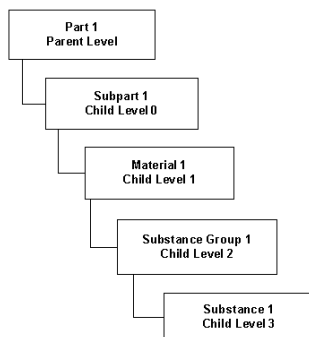 Part 1
Parent Level
Subpart 1
Child Level 0
Material 1
Child Level 1
Substance Group 1
Child Level 2
Substance 1
Child Level 3